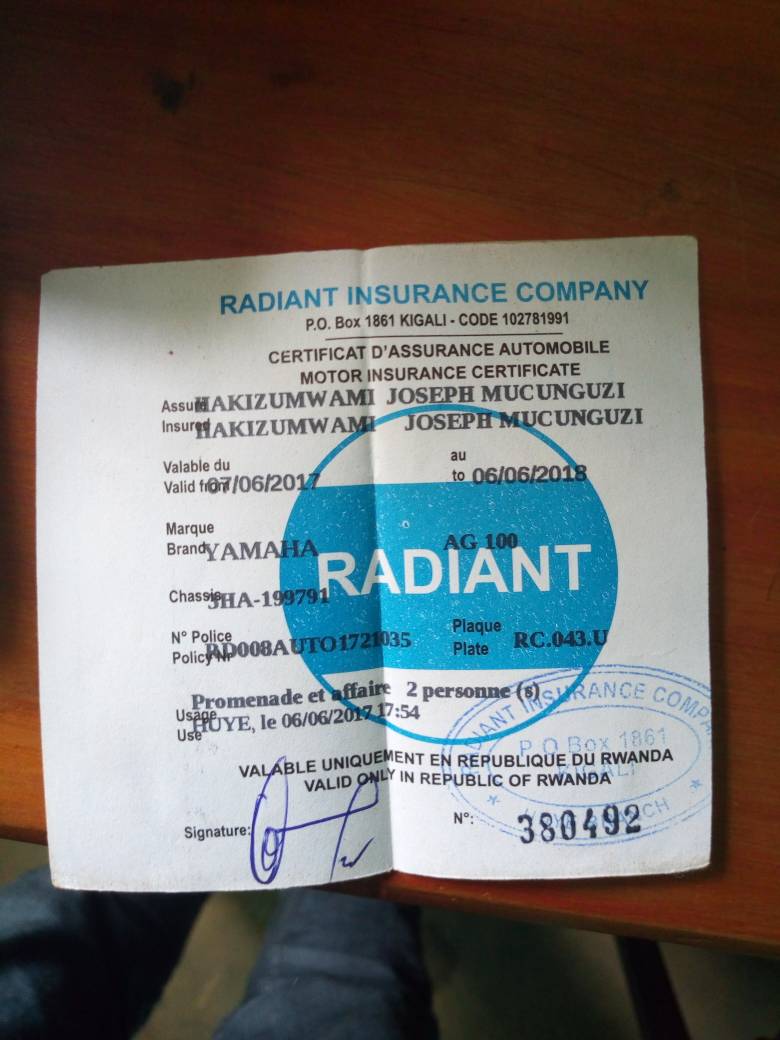 RADIANT INSURANCE COMPANY
P.O. Box 1861 KIGALI - CODE 102781991
CERTIFICAT D'ASSURANCE AUTOMOBILE
MOTOR INSURANCE CERTIFICATE
Assuré HAKIZUMWAMI JOSEPH MUCUNGUZI
Insured HAKIZUMWAMI JOSEPH MUCUNGUZI
Valable du au
Valid from 07/06/2017 to 06/06/2018
Marque
Brand YAMAHA AG 100
RADIANT
Chassis 3HA-199791
N° Police Plaque
Policy Nr RD008AUTO1721035 Plate RC.043.U
Promenade et affaire 2 personne (s)
Usage
Use HUYE, le 06/06/2017 17:54
RADIANT INSURANCE COMPANY
P O Box 1861
KIGALI
VALABLE UNIQUEMENT EN REPUBLIQUE DU RWANDA
VALID ONLY IN REPUBLIC OF RWANDA
Signature: N°: 380492